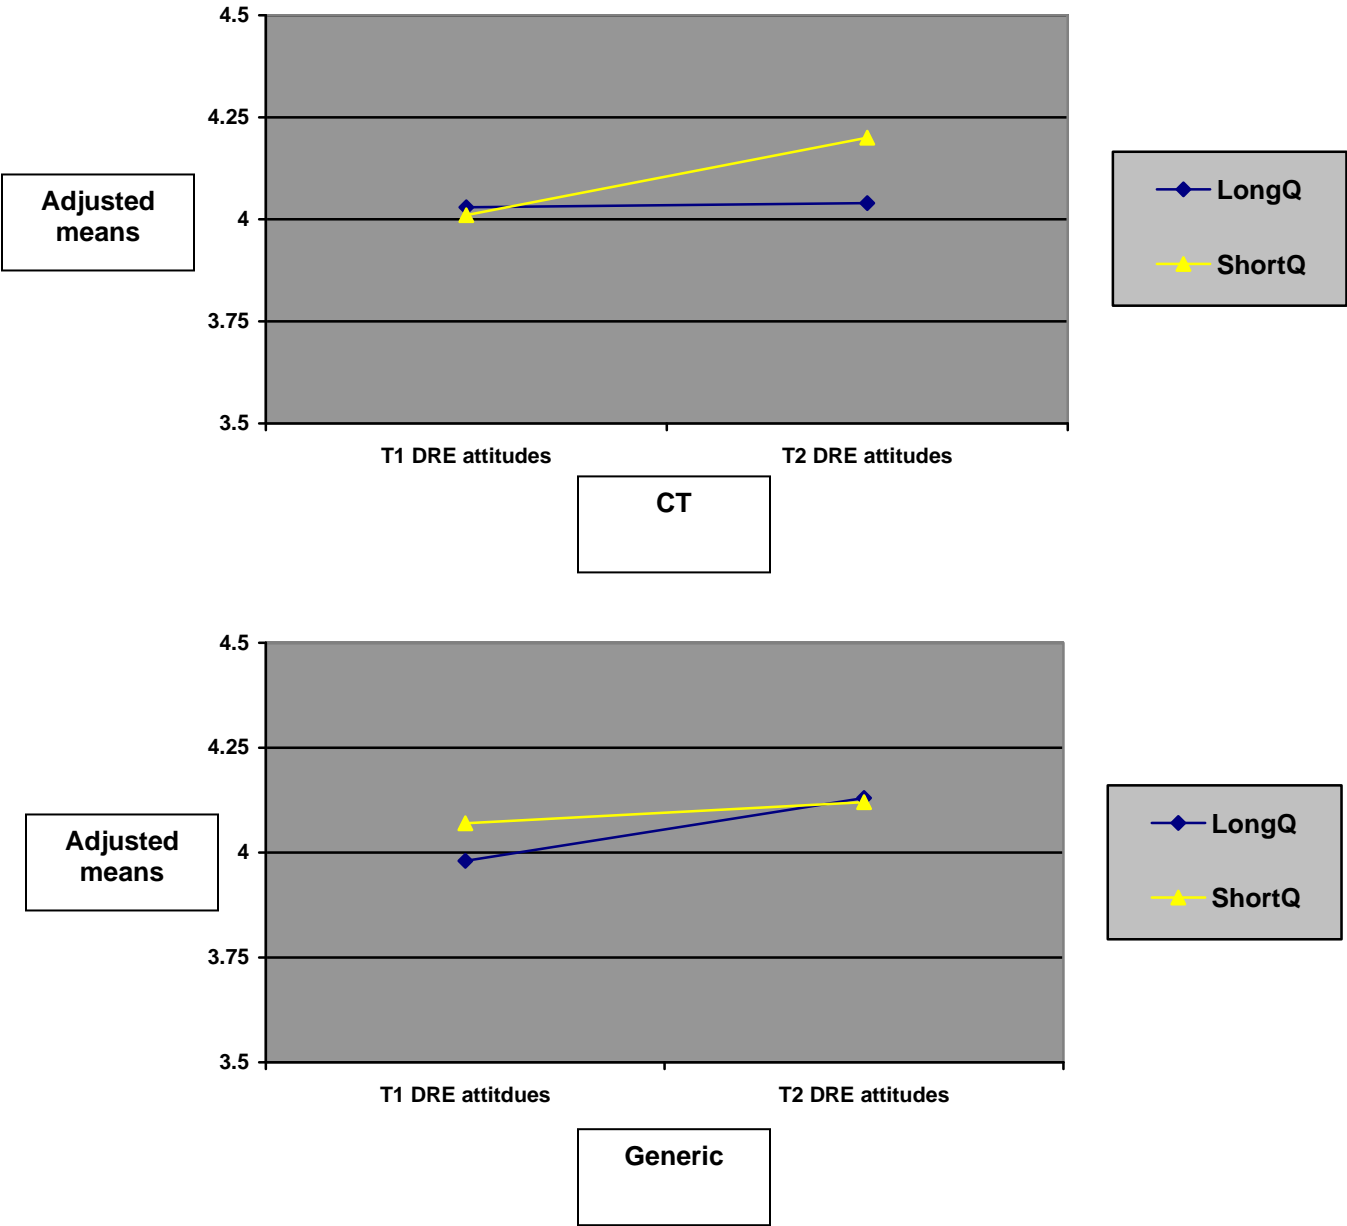 4.5
4.25
4
3.75
3.5
Adjusted
means
T1 DRE attitudes
T2 DRE attitudes
CT
LongQ
ShortQ
4.5
4.25
4
3.75
3.5
Adjusted
means
T1 DRE attitdues
T2 DRE attitudes
Generic
LongQ
ShortQ